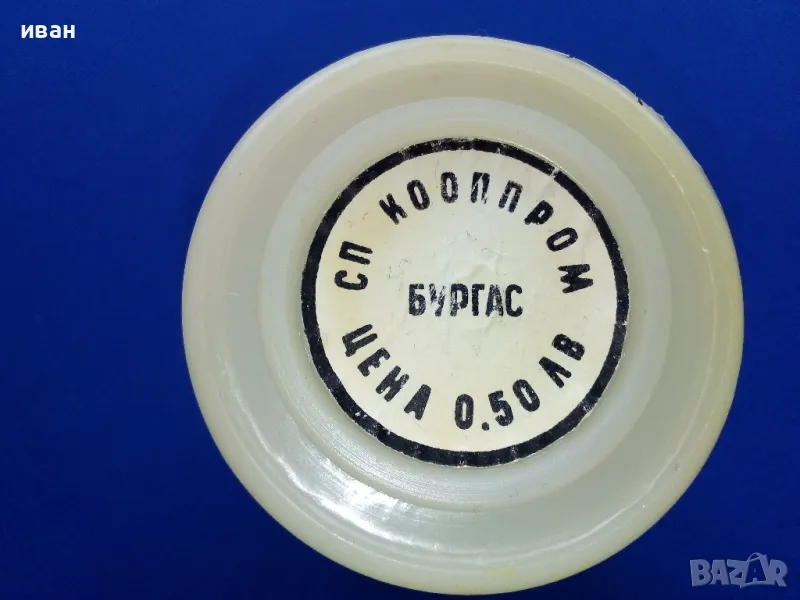 иван
СП КООППРОМ
БУРГАС
ЦЕНА 0.50 ЛВ
BAZAR